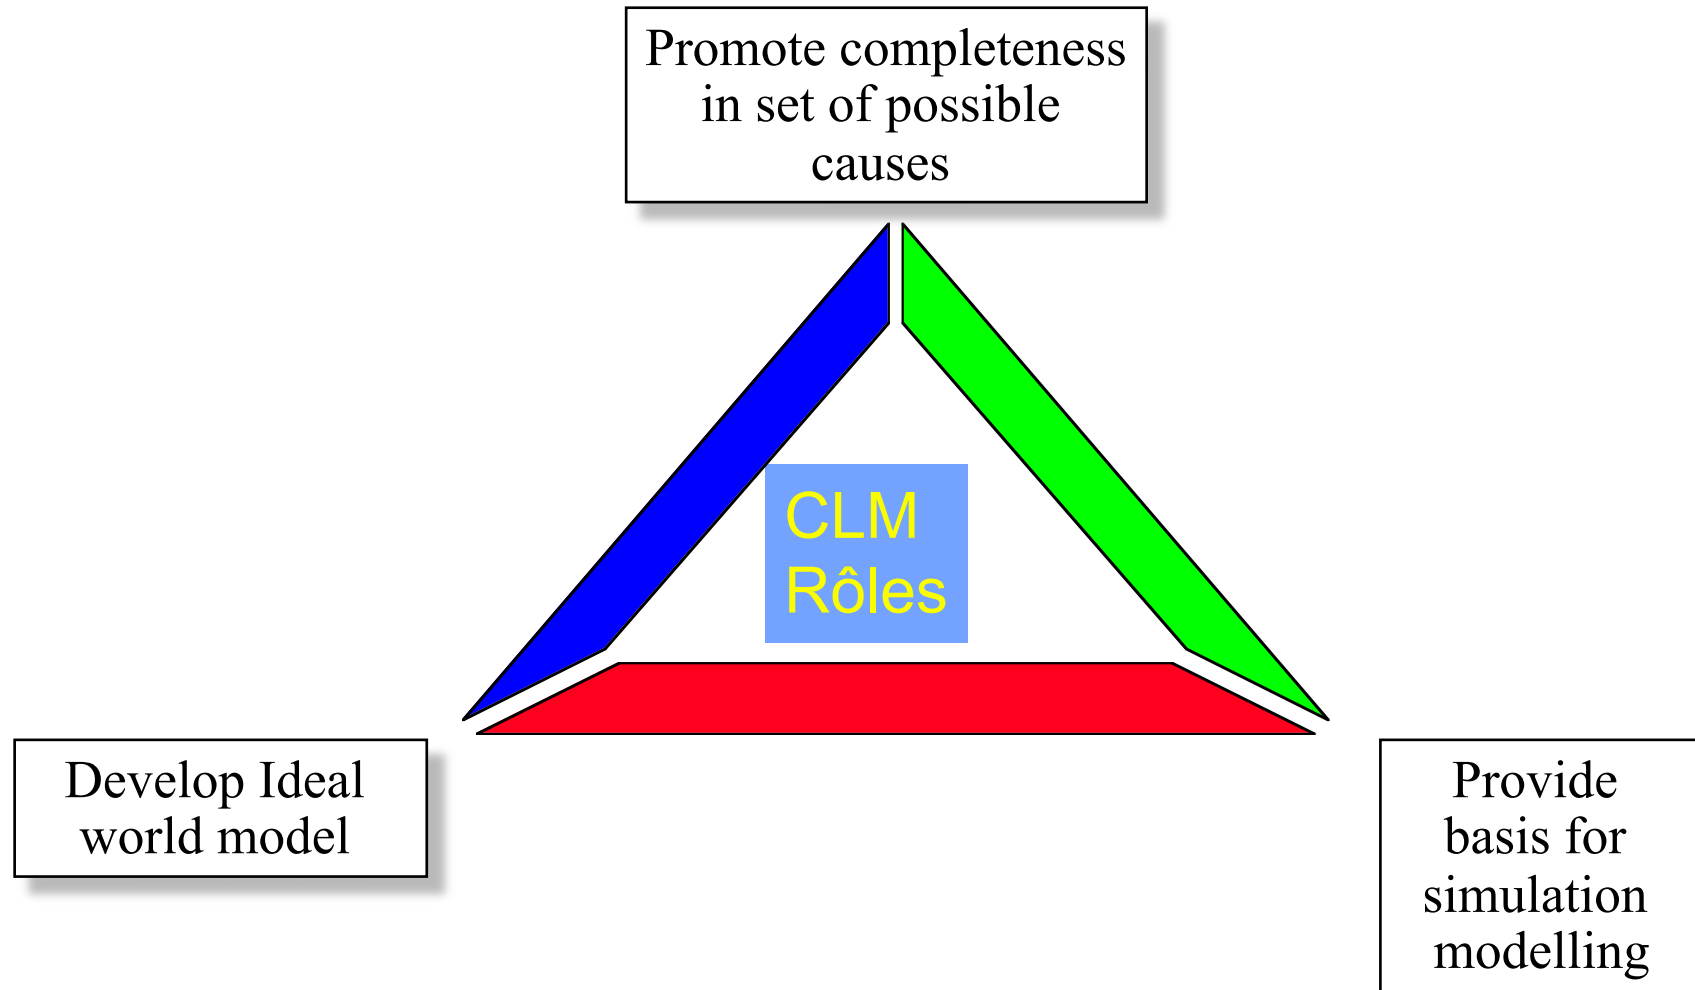 Promote completeness
in set of possible
causes
CLM
Rôles
Develop Ideal
world model
Provide
basis for
simulation
modelling